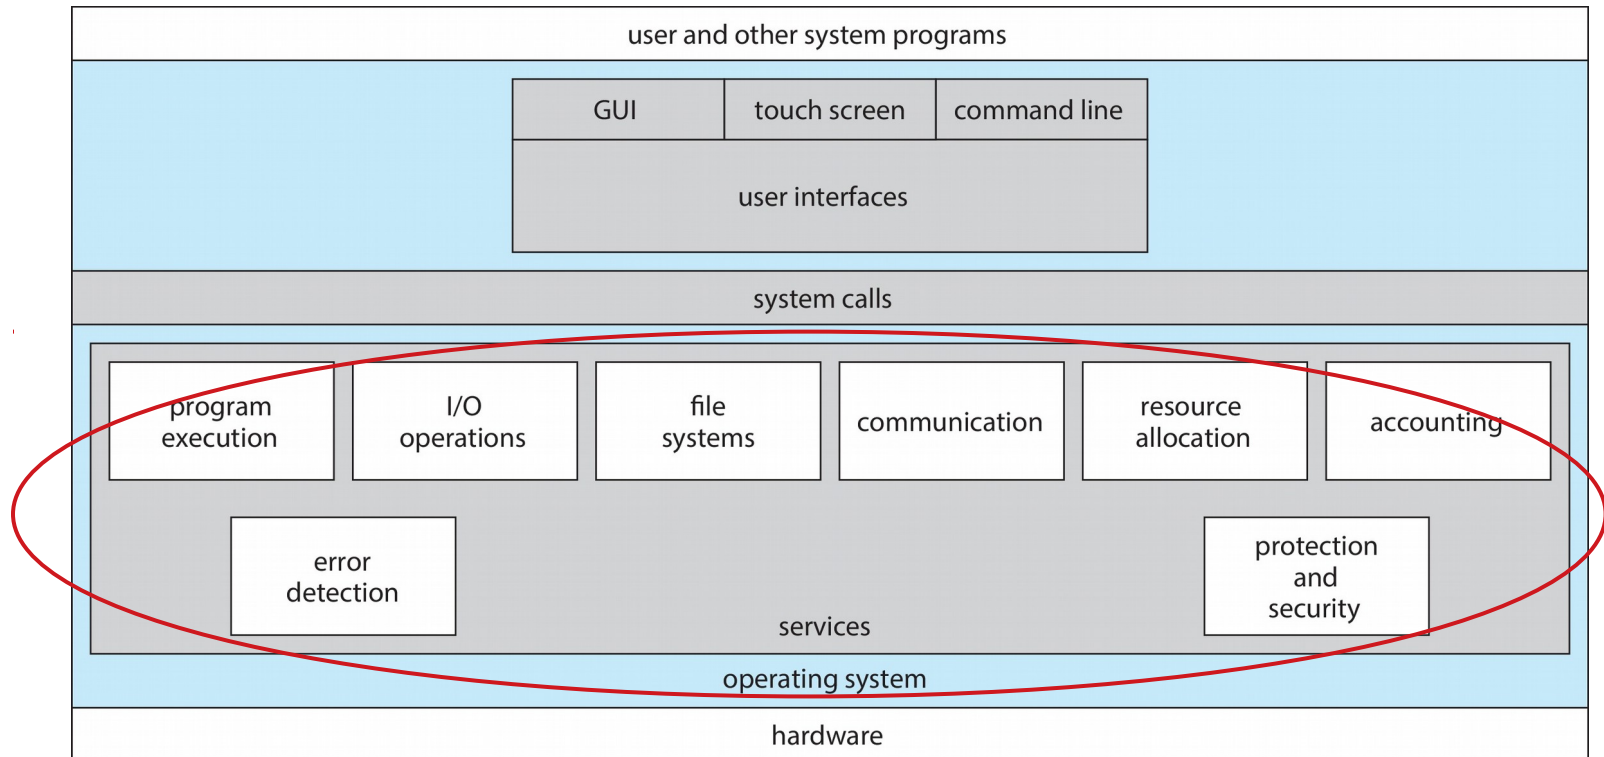 user and other system programs
GUI
touch screen
command line
user interfaces
system calls
program
execution
I/O
operations
file
systems
communication
resource
allocation
accounting
error
detection
protection
and
security
services
operating system
hardware